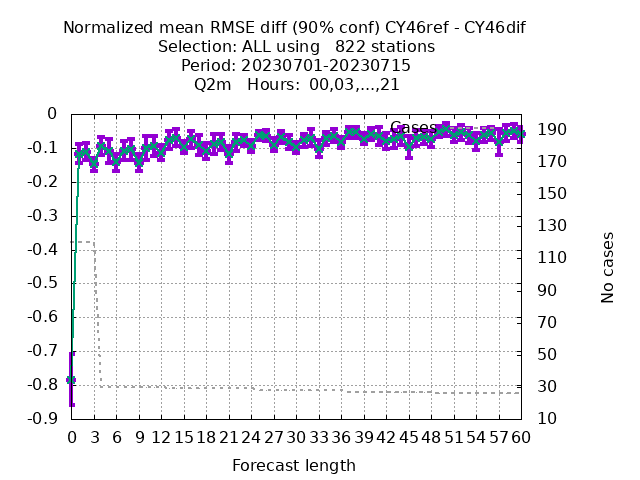 Normalized mean RMSE diff (90% conf) CY46ref - CY46dif
Selection: ALL using 822 stations
Period: 20230701-20230715
Q2m Hours: 00,03,...,21
Cases
0
-0.1
-0.2
-0.3
-0.4
-0.5
-0.6
-0.7
-0.8
-0.9
190
170
150
130
110
90
70
50
30
10
No cases
0 3 6 9 12 15 18 21 24 27 30 33 36 39 42 45 48 51 54 57 60
Forecast length